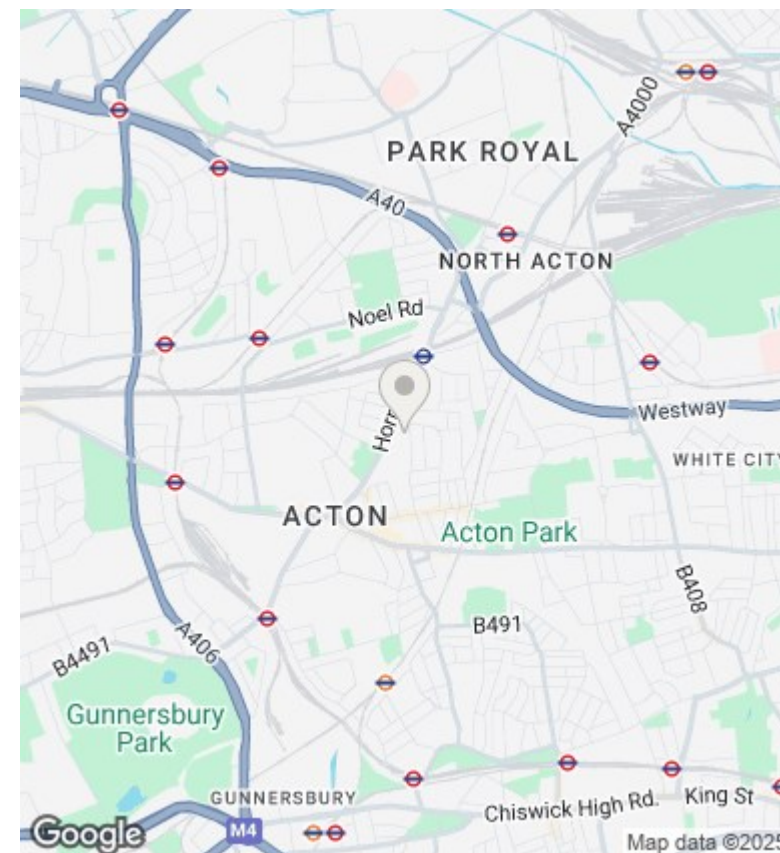 A4000
PARK ROYAL
A40
NORTH ACTON
Noel Rd
Westway
Horn
WHITE CITY
ACTON
Acton Park
B408
B491
A406
B4491
Gunnersbury
Park
GUNNERSBURY
Chiswick High Rd.
King St
M4
Google
Map data ©2025